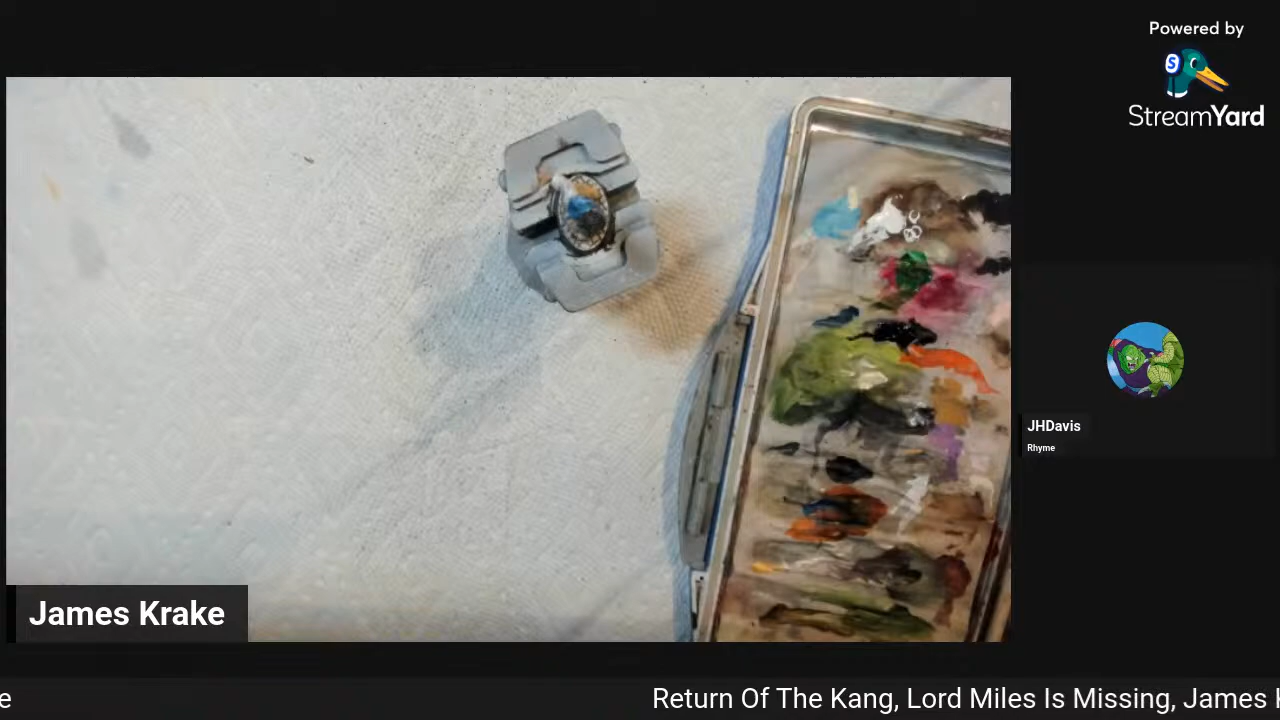 Powered by
StreamYard
JHDavis
Rhyme
James Krake
e
Return Of The Kang, Lord Miles Is Missing, James